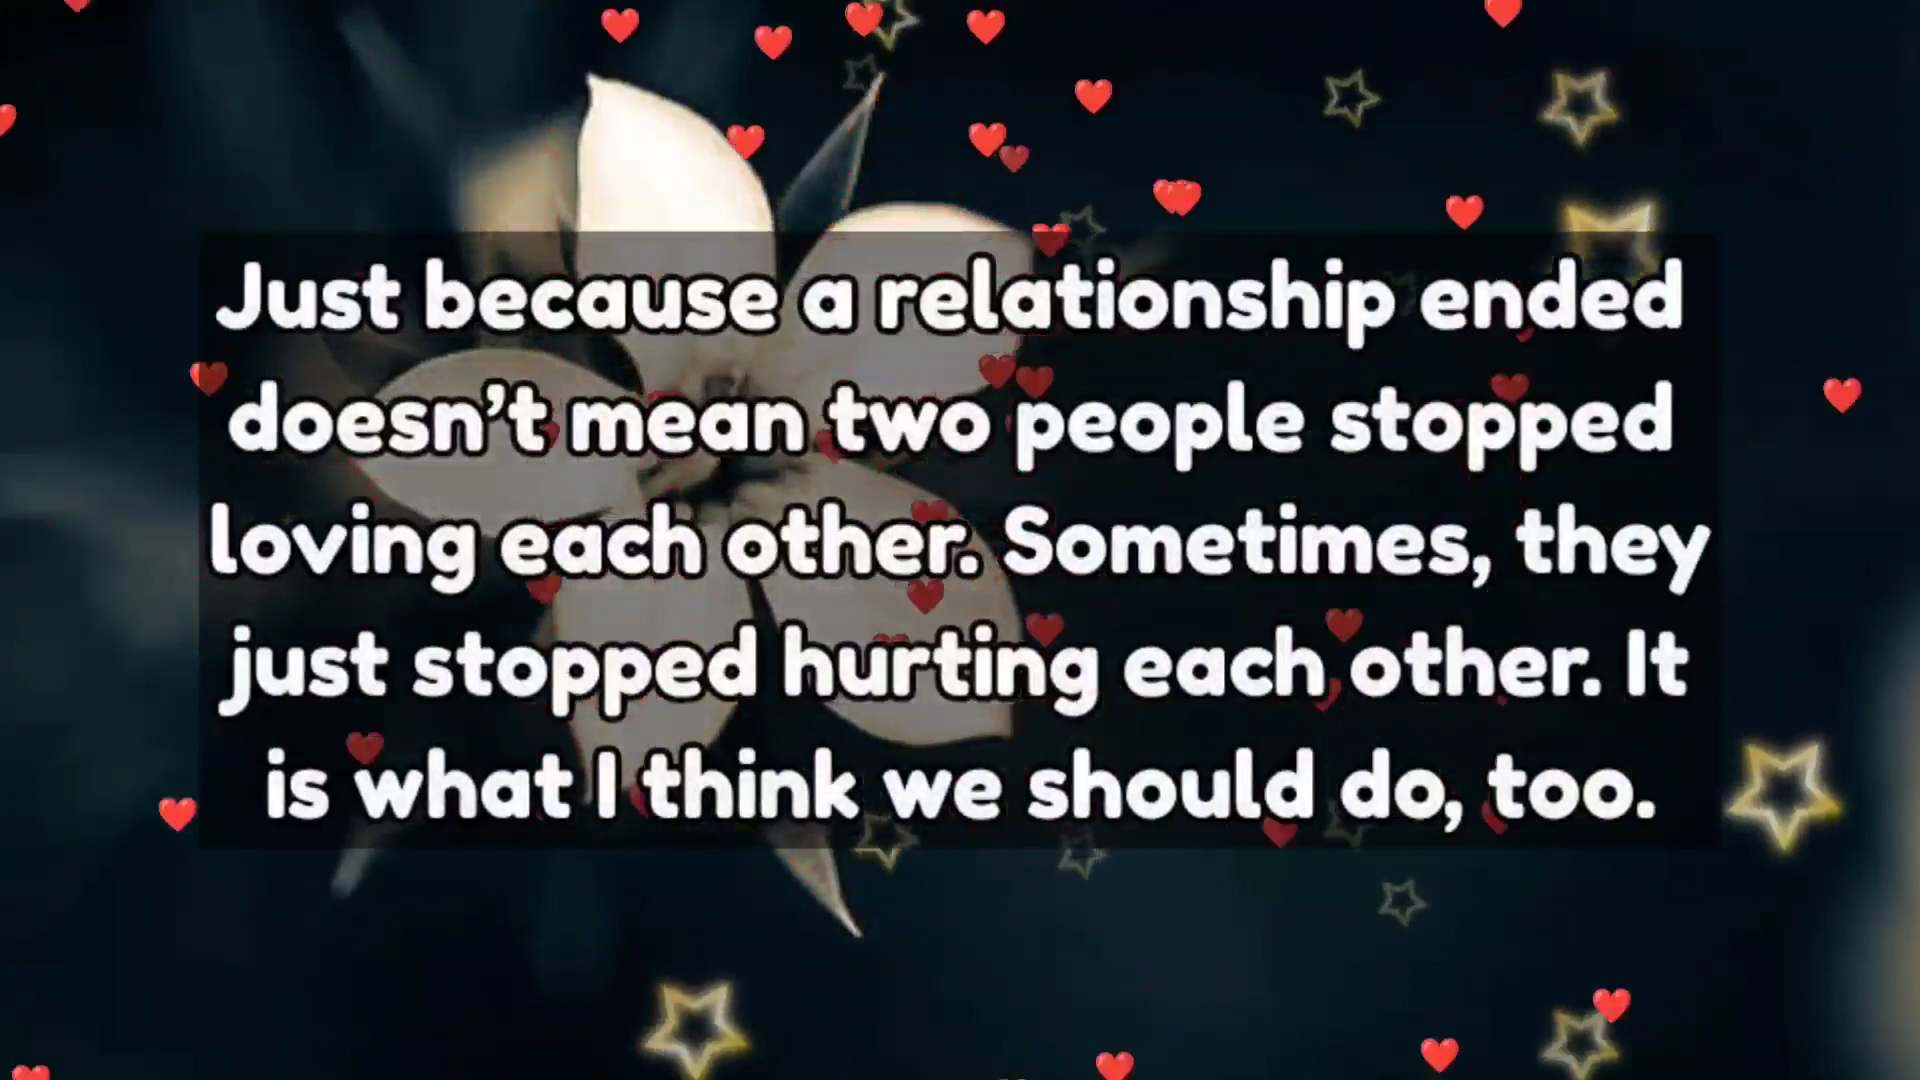 Just because a relationship ended
doesn’t mean two people stopped
loving each other. Sometimes, they
just stopped hurting each other. It
is what I think we should do, too.